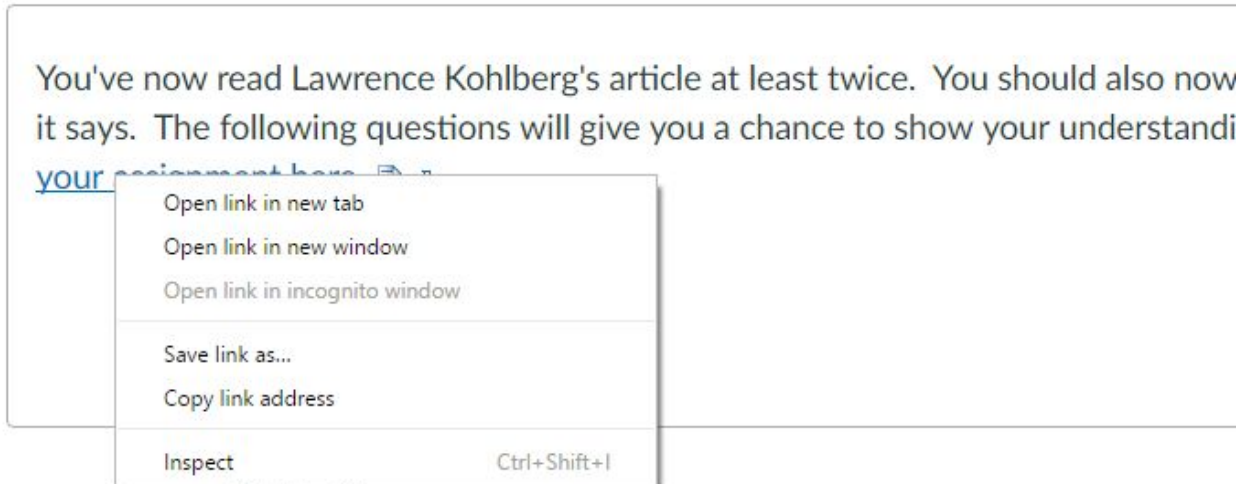 You've now read Lawrence Kohlberg's article at least twice.  You should also now
it says.  The following questions will give you a chance to show your understandi
your assignment here
Open link in new tab
Open link in new window
Open link in incognito window
Save link as...
Copy link address
Inspect Ctrl+Shift+I